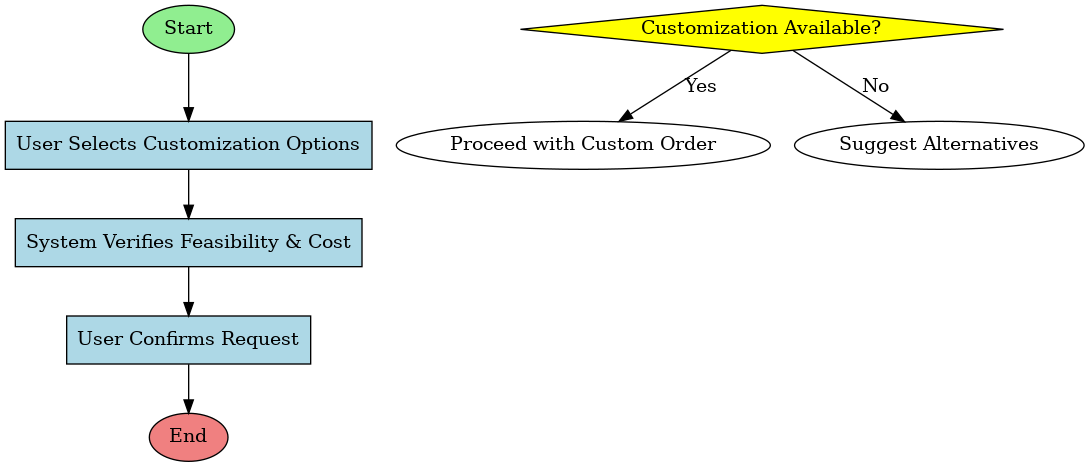 Start
User Selects Customization Options
System Verifies Feasibility & Cost
User Confirms Request
End
Customization Available?
Yes
No
Proceed with Custom Order
Suggest Alternatives